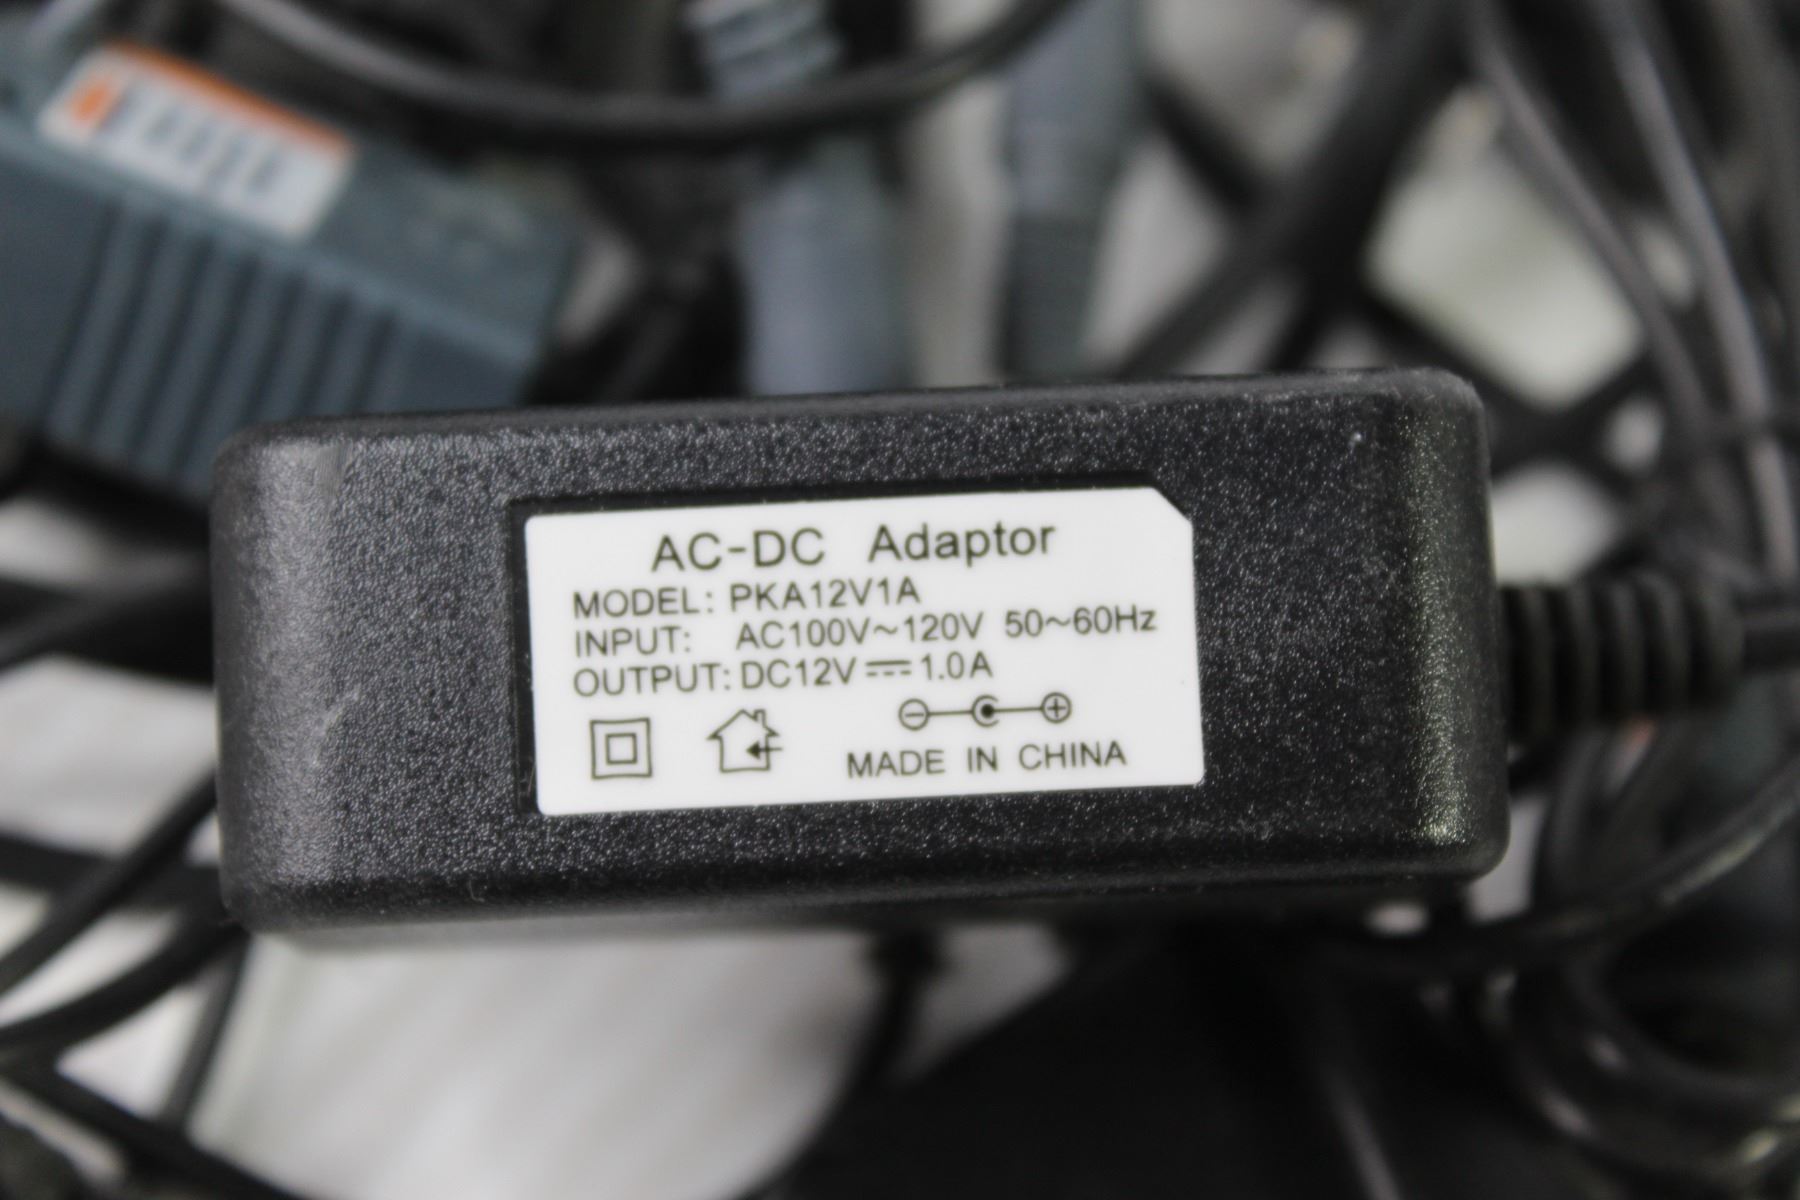 AC-DC Adaptor
MODEL: PKA12V1A
INPUT: AC100V~120V 50~60Hz
OUTPUT: DC12V⎓1.0A
MADE IN CHINA